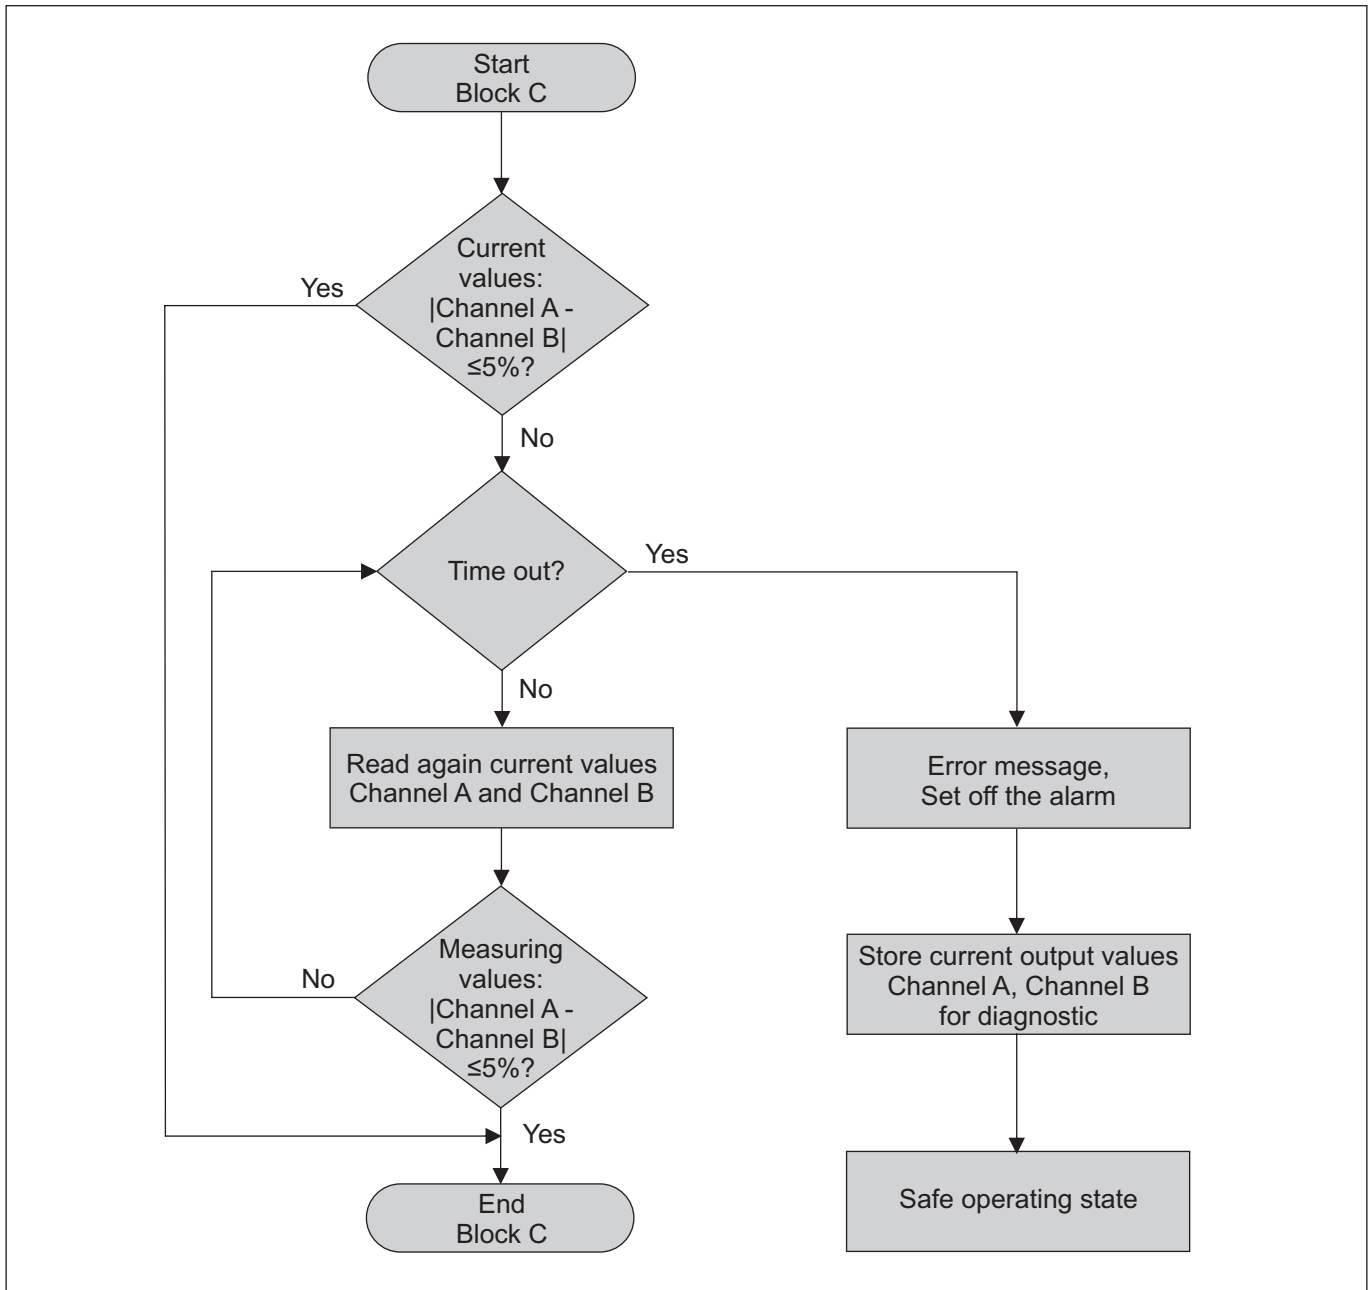 Start
Block C
Current
values:
|Channel A -
Channel B|
≤5%?
Yes
No
Time out?
Yes
No
Read again current values
Channel A and Channel B
Error message,
Set off the alarm
Measuring
values:
|Channel A -
Channel B|
≤5%?
No
Yes
Store current output values
Channel A, Channel B
for diagnostic
End
Block C
Safe operating state